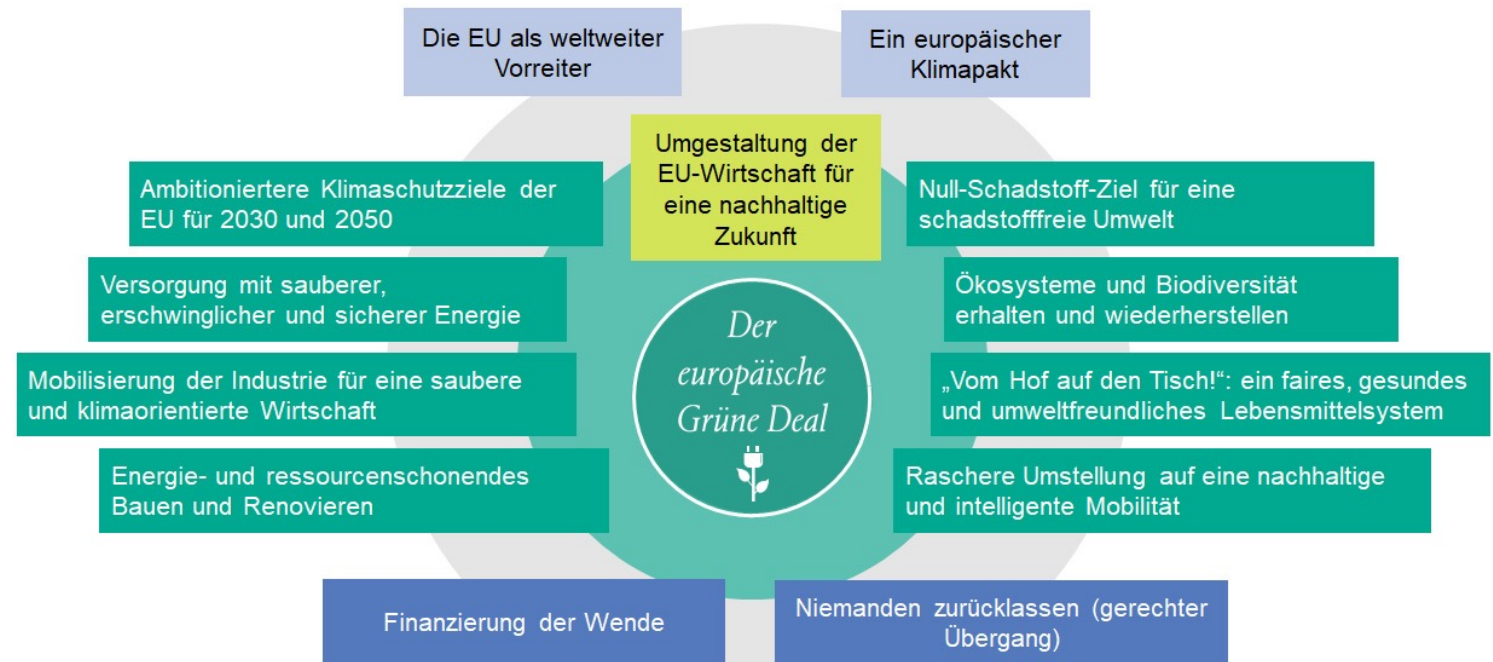 Die EU als weltweiter
Vorreiter
Ein europäischer
Klimapakt
Umgestaltung der
EU-Wirtschaft für
eine nachhaltige
Zukunft
Ambitioniertere Klimaschutzziele der
EU für 2030 und 2050
Versorgung mit sauberer,
erschwinglicher und sicherer Energie
Mobilisierung der Industrie für eine saubere
und klimaorientierte Wirtschaft
Energie- und ressourcenschonendes
Bauen und Renovieren
Der
europäische
Grüne Deal
Null-Schadstoff-Ziel für eine
schadstofffreie Umwelt
Ökosysteme und Biodiversität
erhalten und wiederherstellen
„Vom Hof auf den Tisch!“: ein faires, gesundes
und umweltfreundliches Lebensmittelsystem
Raschere Umstellung auf eine nachhaltige
und intelligente Mobilität
Finanzierung der Wende
Niemanden zurücklassen (gerechter
Übergang)